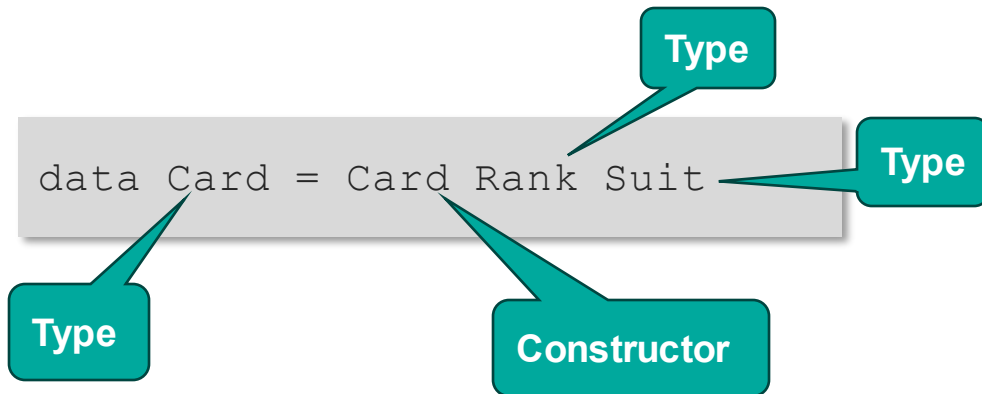 Type
data Card = Card Rank Suit
Type
Type
Constructor